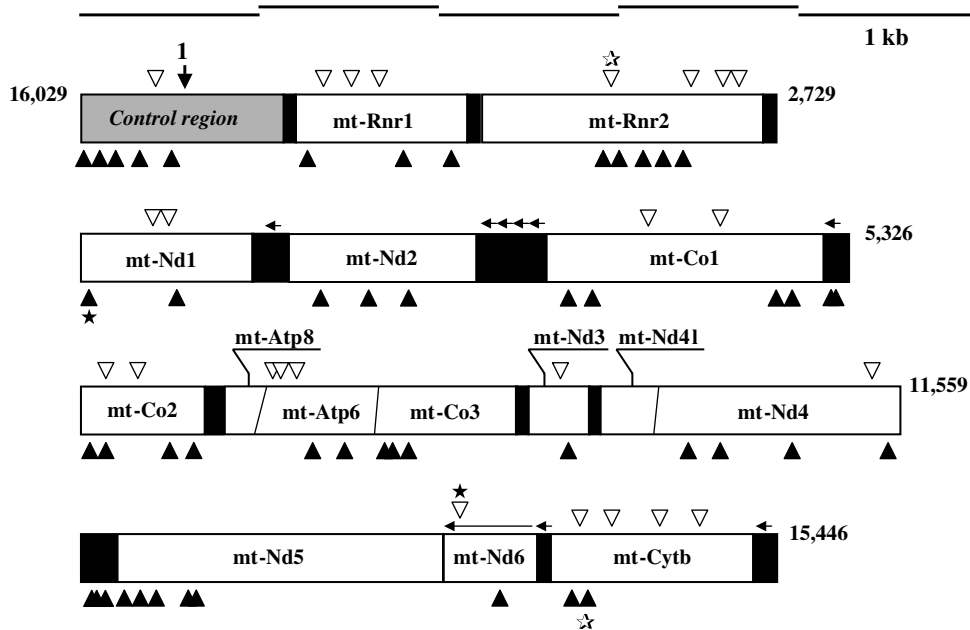 1 kb
1
16,029
Control region
mt-Rnr1
mt-Rnr2
2,729
mt-Nd1
mt-Nd2
mt-Co1
5,326
mt-Atp8
mt-Nd3
mt-Nd4l
mt-Co2
mt-Atp6
mt-Co3
mt-Nd4
11,559
mt-Nd5
mt-Nd6
mt-Cytb
15,446